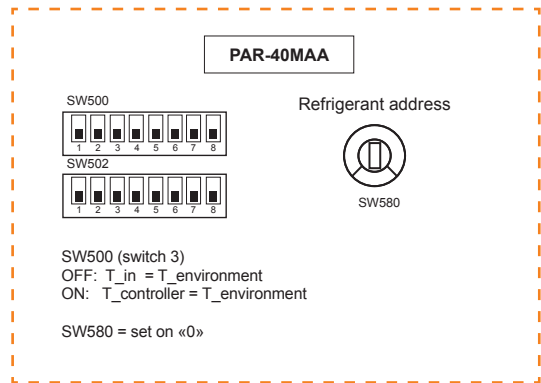 PAR-40MAA
SW500
1 2 3 4 5 6 7 8
SW502
1 2 3 4 5 6 7 8
Refrigerant address
SW580
SW500 (switch 3)
OFF: T_in = T_environment
ON: T_controller = T_environment
SW580 = set on «0»